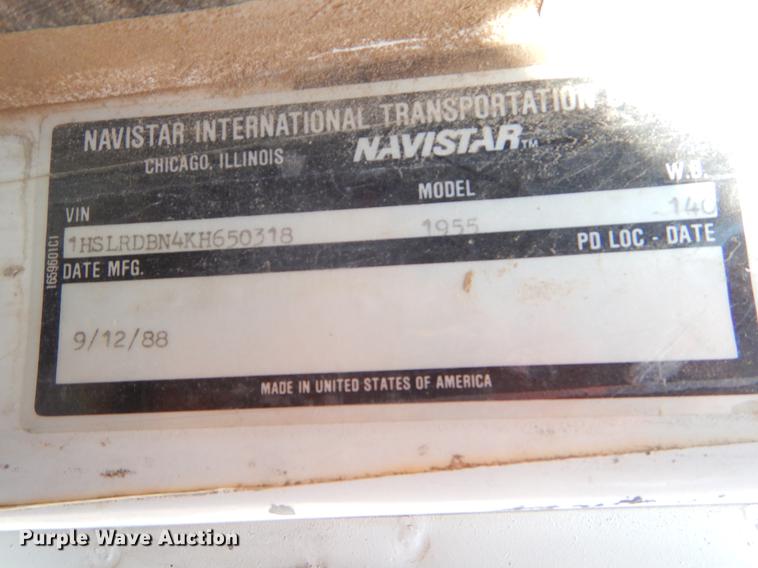 NAVISTAR INTERNATIONAL TRANSPORTATION
CHICAGO, ILLINOIS NAVISTAR™
VIN MODEL W.B.
1HSLRDBN4KH650318 1955 140
DATE MFG. PD LOC - DATE
9/12/88
MADE IN UNITED STATES OF AMERICA
1659601C1
Purple Wave Auction